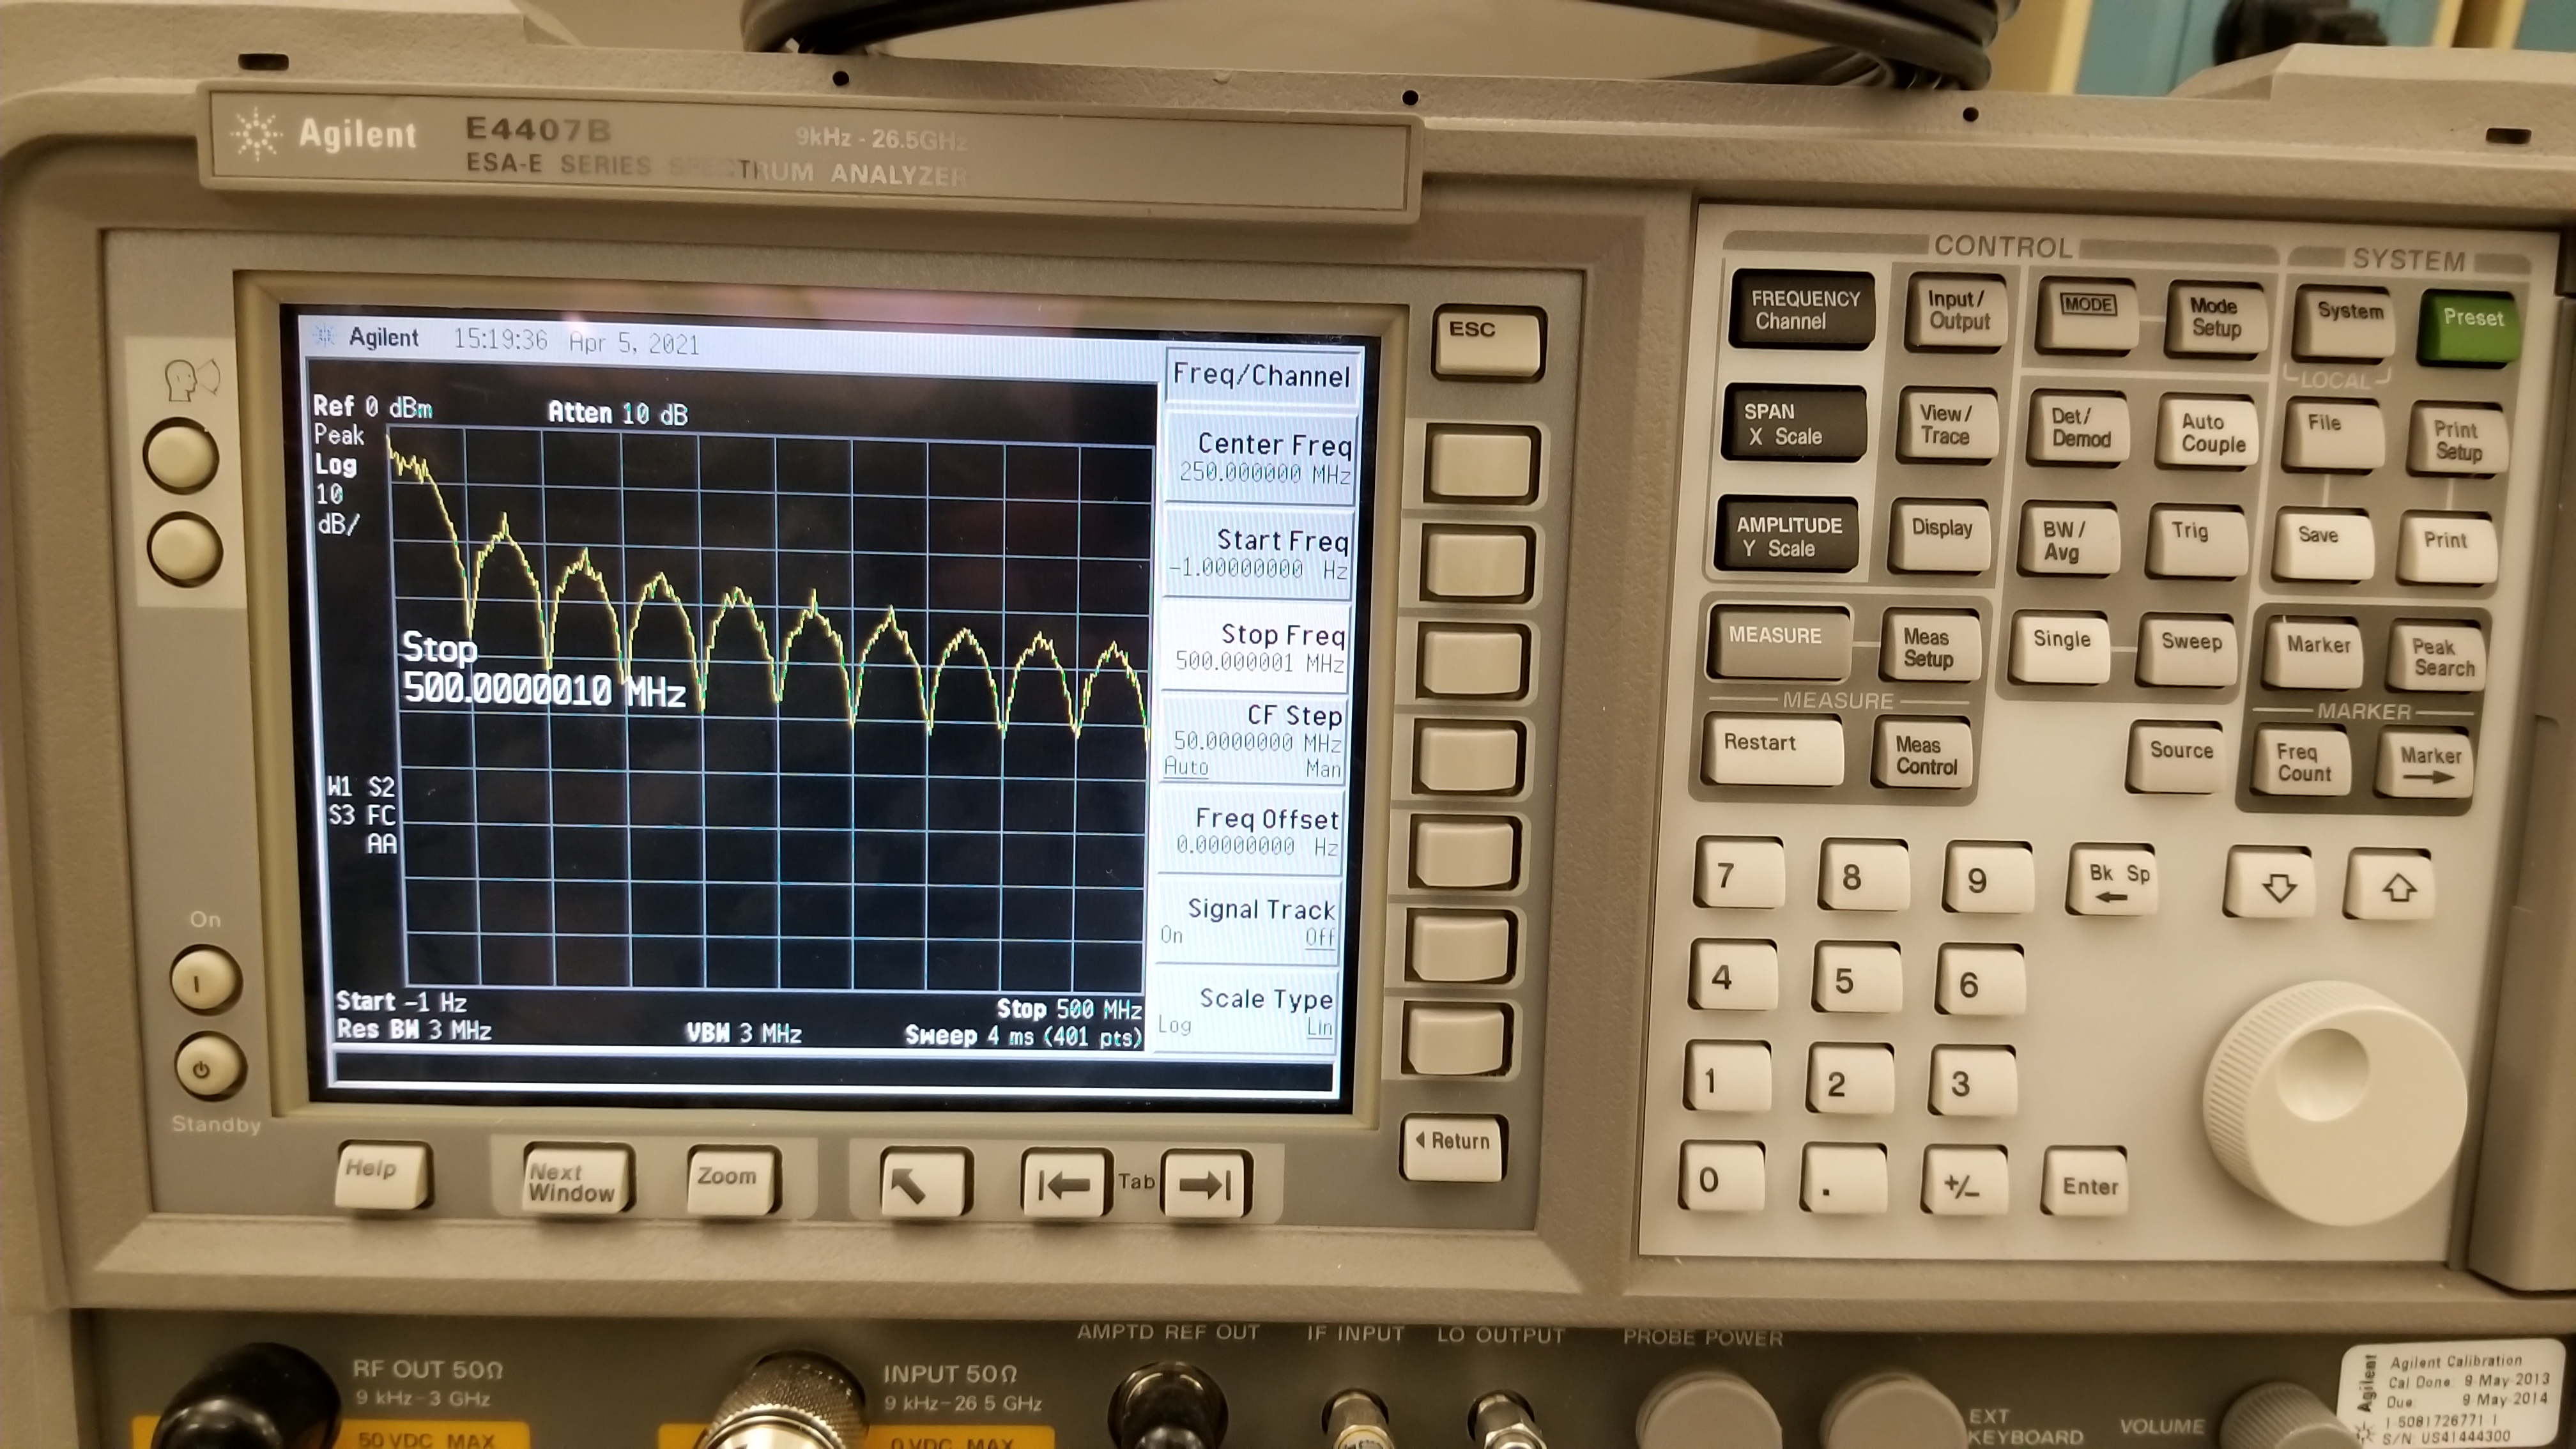 Agilent E4407B 9kHz - 26.5GHz
ESA-E SERIES SPECTRUM ANALYZER
Agilent 15:19:36 Apr 5, 2021
Ref 0 dBm Atten 10 dB
Peak
Log
10
dB/
Stop
500.0000010 MHz
W1 S2
S3 FC
AA
Start -1 Hz Stop 500 MHz
Res BW 3 MHz VBW 3 MHz Sweep 4 ms (401 pts)
Freq/Channel
Center Freq
250.000000 MHz
Start Freq
-1.00000000 Hz
Stop Freq
500.000001 MHz
CF Step
50.0000000 MHz
Auto Man
Freq Offset
0.00000000 Hz
Signal Track
On Off
Scale Type
Log Lin
On
Standby
Help
Next
Window
Zoom
Tab
ESC
Return
CONTROL
SYSTEM
FREQUENCY
Channel
Input/
Output
MODE
Mode
Setup
System
Preset
LOCAL
SPAN
X Scale
View/
Trace
Det/
Demod
Auto
Couple
File
Print
Setup
AMPLITUDE
Y Scale
Display
BW/
Avg
Trig
Save
Print
MEASURE
Meas
Setup
Single
Sweep
Marker
Peak
Search
MEASURE
MARKER
Restart
Meas
Control
Source
Freq
Count
Marker
7 8 9 Bk Sp
4 5 6
1 2 3
0 . +/- Enter
RF OUT 50Ω
9 kHz-3 GHz
50 VDC MAX
INPUT 50Ω
9 kHz-26 5 GHz
0 VDC MAX
AMPTD REF OUT
IF INPUT
LO OUTPUT
PROBE POWER
EXT
KEYBOARD
VOLUME
Agilent
Agilent Calibration
Cal Done: 9-May-2013
Due 9-May-2014
1-5081726771 1
S/N: US41444300